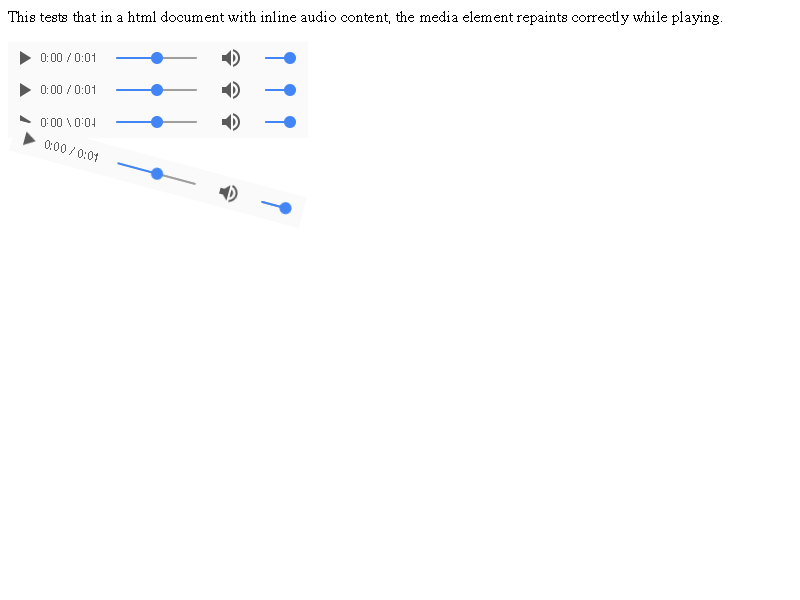 This tests that in a html document with inline audio content, the media element repaints correctly while playing.
0:00 / 0:01
0:00 / 0:01
0:00 \ 0:01
0:00 / 0:01